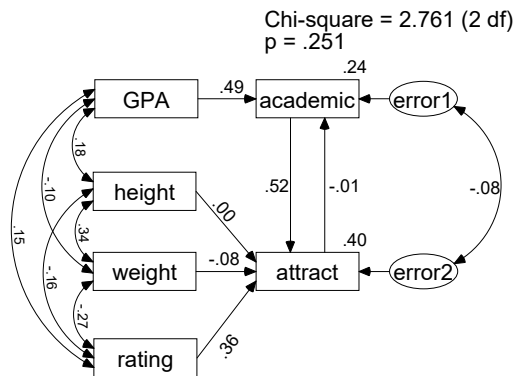 Chi-square = 2.761 (2 df)
p = .251
.24
GPA
.49
academic
error1
.18
-.10
.15
height
.00
.52
-.01
-.08
.34
-.16
.40
weight
-.08
attract
error2
-.27
.36
rating